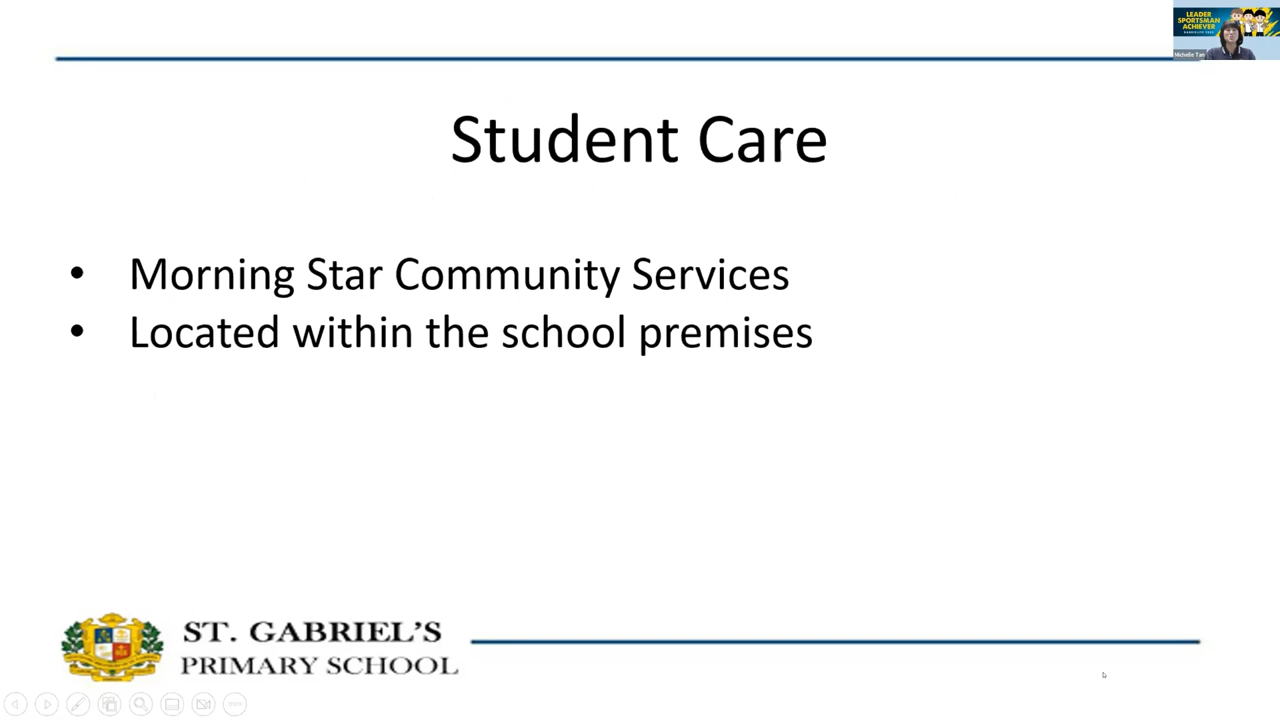 LEADER
SPORTSMAN
ACHIEVER
Michelle Tan
Student Care
• Morning Star Community Services
• Located within the school premises
ST. GABRIEL'S
PRIMARY SCHOOL